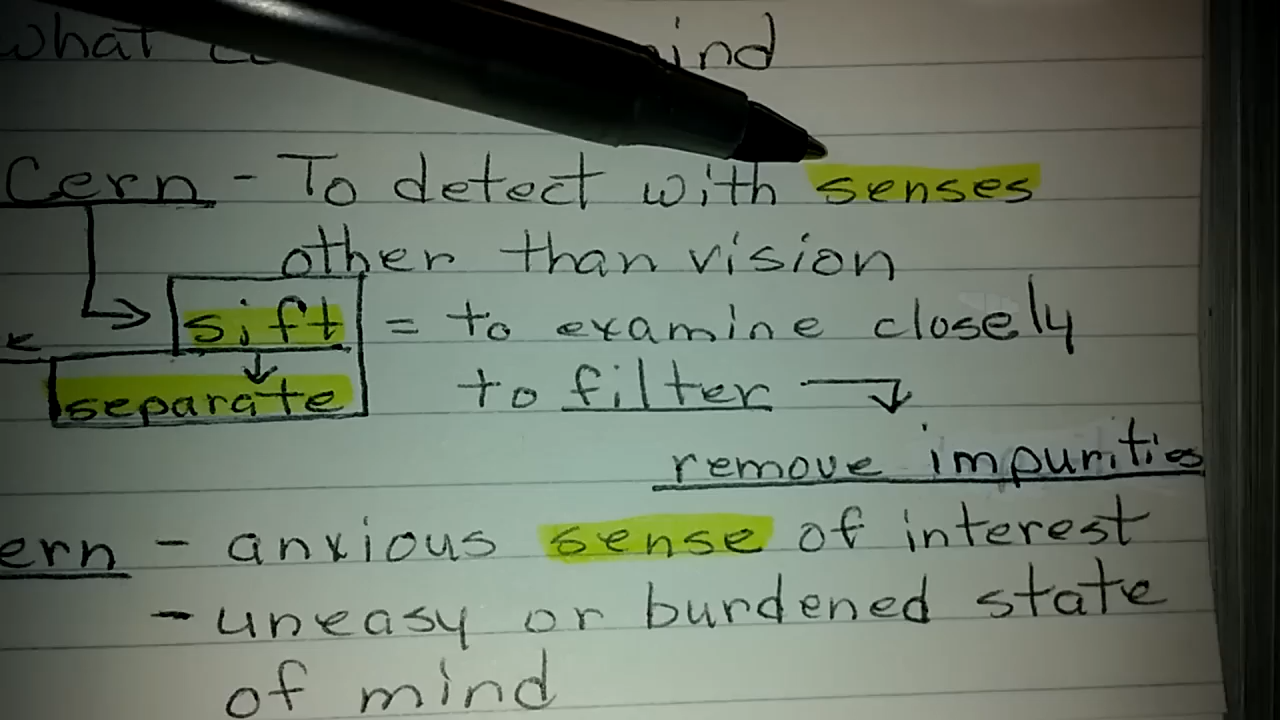 what mind
Cern - To detect with senses
other than vision
sift = to examine closely
separate to filter
remove impurities
ern - anxious sense of interest
- uneasy or burdened state
of mind